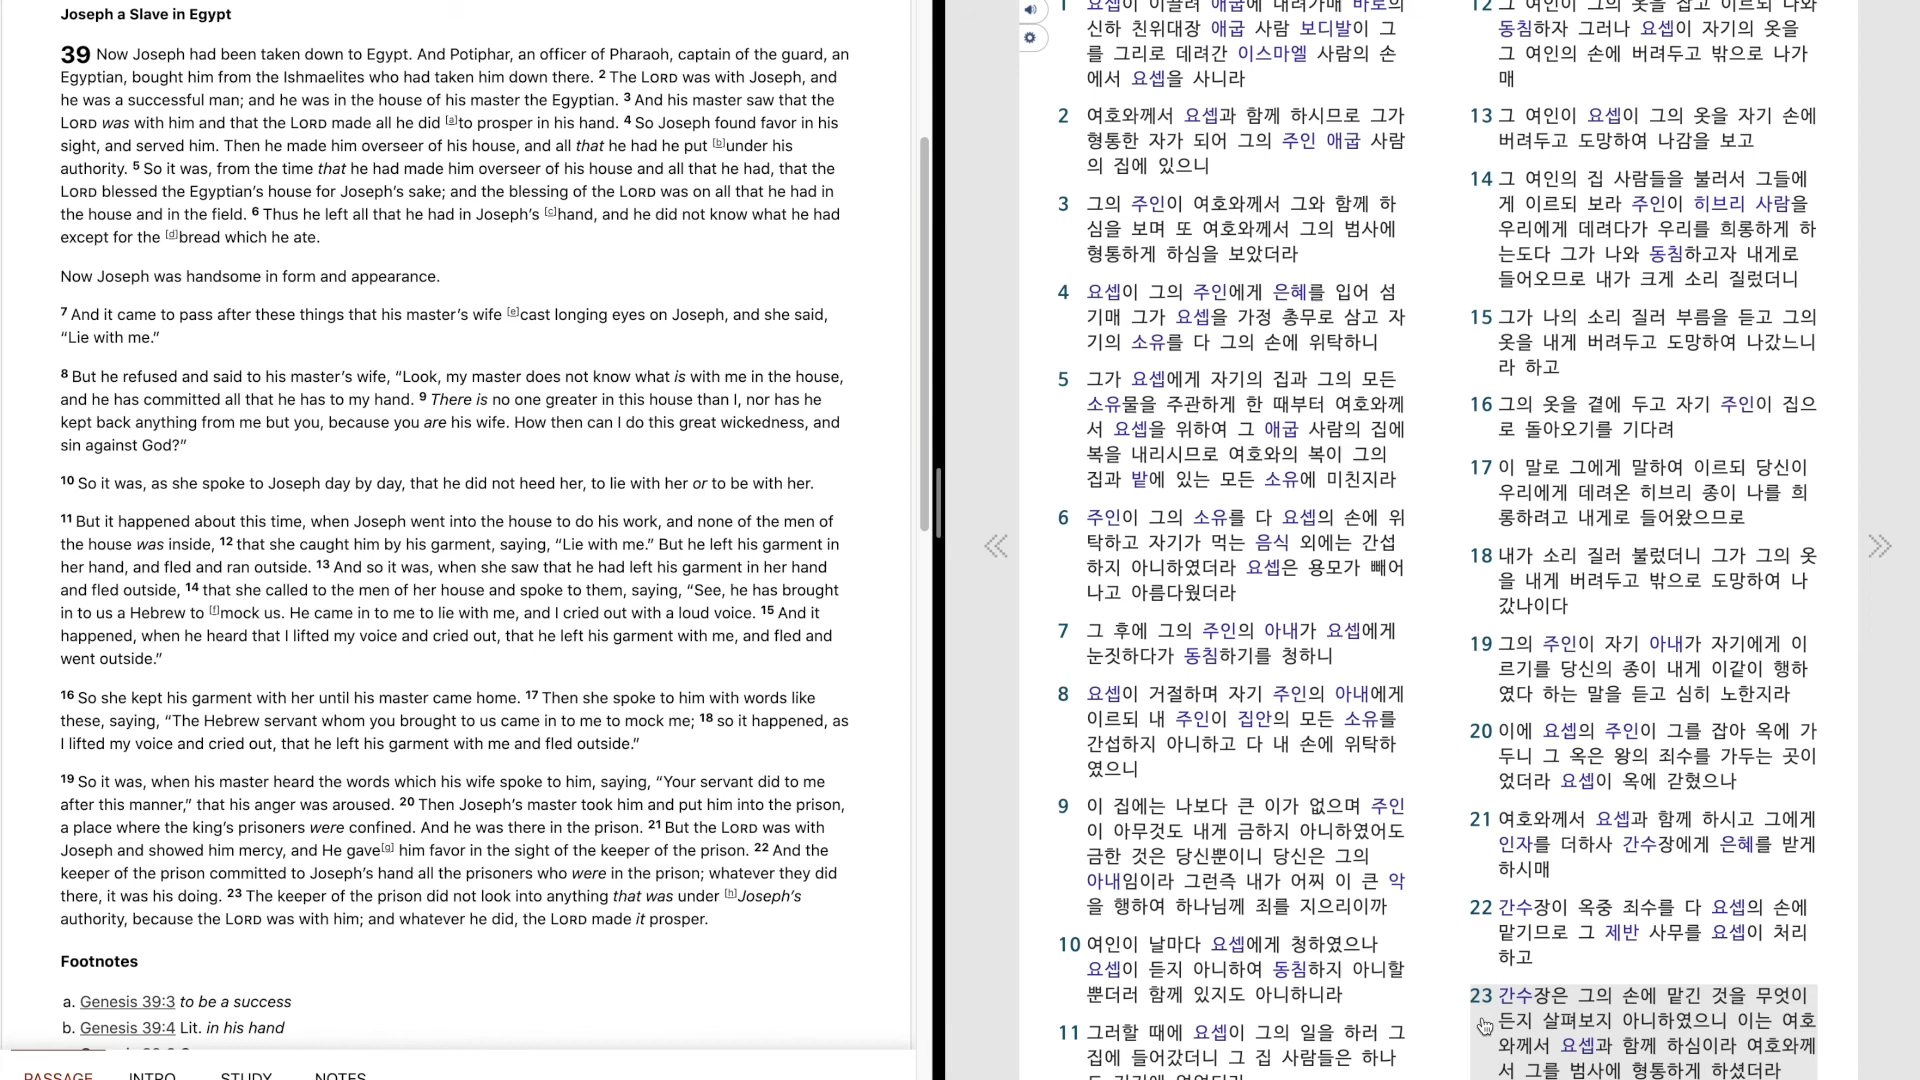 Joseph a Slave in Egypt
39 Now Joseph had been taken down to Egypt. And Potiphar, an officer of Pharaoh, captain of the guard, an
Egyptian, bought him from the Ishmaelites who had taken him down there. 2 The LORD was with Joseph, and
he was a successful man; and he was in the house of his master the Egyptian. 3 And his master saw that the
LORD was with him and that the LORD made all he did [a]to prosper in his hand. 4 So Joseph found favor in his
sight, and served him. Then he made him overseer of his house, and all that he had he put [b]under his
authority. 5 So it was, from the time that he had made him overseer of his house and all that he had, that the
LORD blessed the Egyptian’s house for Joseph’s sake; and the blessing of the LORD was on all that he had in
the house and in the field. 6 Thus he left all that he had in Joseph’s [c]hand, and he did not know what he had
except for the [d]bread which he ate.
Now Joseph was handsome in form and appearance.
7 And it came to pass after these things that his master’s wife [e]cast longing eyes on Joseph, and she said,
“Lie with me.”
8 But he refused and said to his master’s wife, “Look, my master does not know what is with me in the house,
and he has committed all that he has to my hand. 9 There is no one greater in this house than I, nor has he
kept back anything from me but you, because you are his wife. How then can I do this great wickedness, and
sin against God?”
10 So it was, as she spoke to Joseph day by day, that he did not heed her, to lie with her or to be with her.
11 But it happened about this time, when Joseph went into the house to do his work, and none of the men of
the house was inside, 12 that she caught him by his garment, saying, “Lie with me.” But he left his garment in
her hand, and fled and ran outside. 13 And so it was, when she saw that he had left his garment in her hand
and fled outside, 14 that she called to the men of her house and spoke to them, saying, “See, he has brought
in to us a Hebrew to [f]mock us. He came in to me to lie with me, and I cried out with a loud voice. 15 And it
happened, when he heard that I lifted my voice and cried out, that he left his garment with me, and fled and
went outside.”
16 So she kept his garment with her until his master came home. 17 Then she spoke to him with words like
these, saying, “The Hebrew servant whom you brought to us came in to me to mock me; 18 so it happened, as
I lifted my voice and cried out, that he left his garment with me and fled outside.”
19 So it was, when his master heard the words which his wife spoke to him, saying, “Your servant did to me
after this manner,” that his anger was aroused. 20 Then Joseph’s master took him and put him into the prison,
a place where the king’s prisoners were confined. And he was there in the prison. 21 But the LORD was with
Joseph and showed him mercy, and He gave[g] him favor in the sight of the keeper of the prison. 22 And the
keeper of the prison committed to Joseph’s hand all the prisoners who were in the prison; whatever they did
there, it was his doing. 23 The keeper of the prison did not look into anything that was under [h]Joseph’s
authority, because the LORD was with him; and whatever he did, the LORD made it prosper.
Footnotes
a. Genesis 39:3 to be a success
b. Genesis 39:4 Lit. in his hand
PASSAGE INTRO STUDY NOTES
1 요셉이 이끌려 애굽에 내려가매 바로의
신하 친위대장 애굽 사람 보디발이 그
를 그리로 데려간 이스마엘 사람의 손
에서 요셉을 사니라
2 여호와께서 요셉과 함께 하시므로 그가
형통한 자가 되어 그의 주인 애굽 사람
의 집에 있으니
3 그의 주인이 여호와께서 그와 함께 하
심을 보며 또 여호와께서 그의 범사에
형통하게 하심을 보았더라
4 요셉이 그의 주인에게 은혜를 입어 섬
기매 그가 요셉을 가정 총무로 삼고 자
기의 소유를 다 그의 손에 위탁하니
5 그가 요셉에게 자기의 집과 그의 모든
소유물을 주관하게 한 때부터 여호와께
서 요셉을 위하여 그 애굽 사람의 집에
복을 내리시므로 여호와의 복이 그의
집과 밭에 있는 모든 소유에 미친지라
6 주인이 그의 소유를 다 요셉의 손에 위
탁하고 자기가 먹는 음식 외에는 간섭
하지 아니하였더라 요셉은 용모가 빼어
나고 아름다웠더라
7 그 후에 그의 주인의 아내가 요셉에게
눈짓하다가 동침하기를 청하니
8 요셉이 거절하며 자기 주인의 아내에게
이르되 내 주인이 집안의 모든 소유를
간섭하지 아니하고 다 내 손에 위탁하
였으니
9 이 집에는 나보다 큰 이가 없으며 주인
이 아무것도 내게 금하지 아니하였어도
금한 것은 당신뿐이니 당신은 그의
아내임이라 그런즉 내가 어찌 이 큰 악
을 행하여 하나님께 죄를 지으리이까
10 여인이 날마다 요셉에게 청하였으나
요셉이 듣지 아니하여 동침하지 아니할
뿐더러 함께 있지도 아니하니라
11 그러할 때에 요셉이 그의 일을 하러 그
집에 들어갔더니 그 집 사람들은 하나
12 그 여인이 그의 옷을 잡고 이르되 나와
동침하자 그러나 요셉이 자기의 옷을
그 여인의 손에 버려두고 밖으로 나가
매
13 그 여인이 요셉이 그의 옷을 자기 손에
버려두고 도망하여 나감을 보고
14 그 여인의 집 사람들을 불러서 그들에
게 이르되 보라 주인이 히브리 사람을
우리에게 데려다가 우리를 희롱하게 하
는도다 그가 나와 동침하고자 내게로
들어오므로 내가 크게 소리 질렀더니
15 그가 나의 소리 질러 부름을 듣고 그의
옷을 내게 버려두고 도망하여 나갔느니
라 하고
16 그의 옷을 곁에 두고 자기 주인이 집으
로 돌아오기를 기다려
17 이 말로 그에게 말하여 이르되 당신이
우리에게 데려온 히브리 종이 나를 희
롱하려고 내게로 들어왔으므로
18 내가 소리 질러 불렀더니 그가 그의 옷
을 내게 버려두고 밖으로 도망하여 나
갔나이다
19 그의 주인이 자기 아내가 자기에게 이
르기를 당신의 종이 내게 이같이 행하
였다 하는 말을 듣고 심히 노한지라
20 이에 요셉의 주인이 그를 잡아 옥에 가
두니 그 옥은 왕의 죄수를 가두는 곳이
었더라 요셉이 옥에 갇혔으나
21 여호와께서 요셉과 함께 하시고 그에게
인자를 더하사 간수장에게 은혜를 받게
하시매
22 간수장이 옥중 죄수를 다 요셉의 손에
맡기므로 그 제반 사무를 요셉이 처리
하고
23 간수장은 그의 손에 맡긴 것을 무엇이
든지 살펴보지 아니하였으니 이는 여호
와께서 요셉과 함께 하심이라 여호와께
서 그를 범사에 형통하게 하셨더라